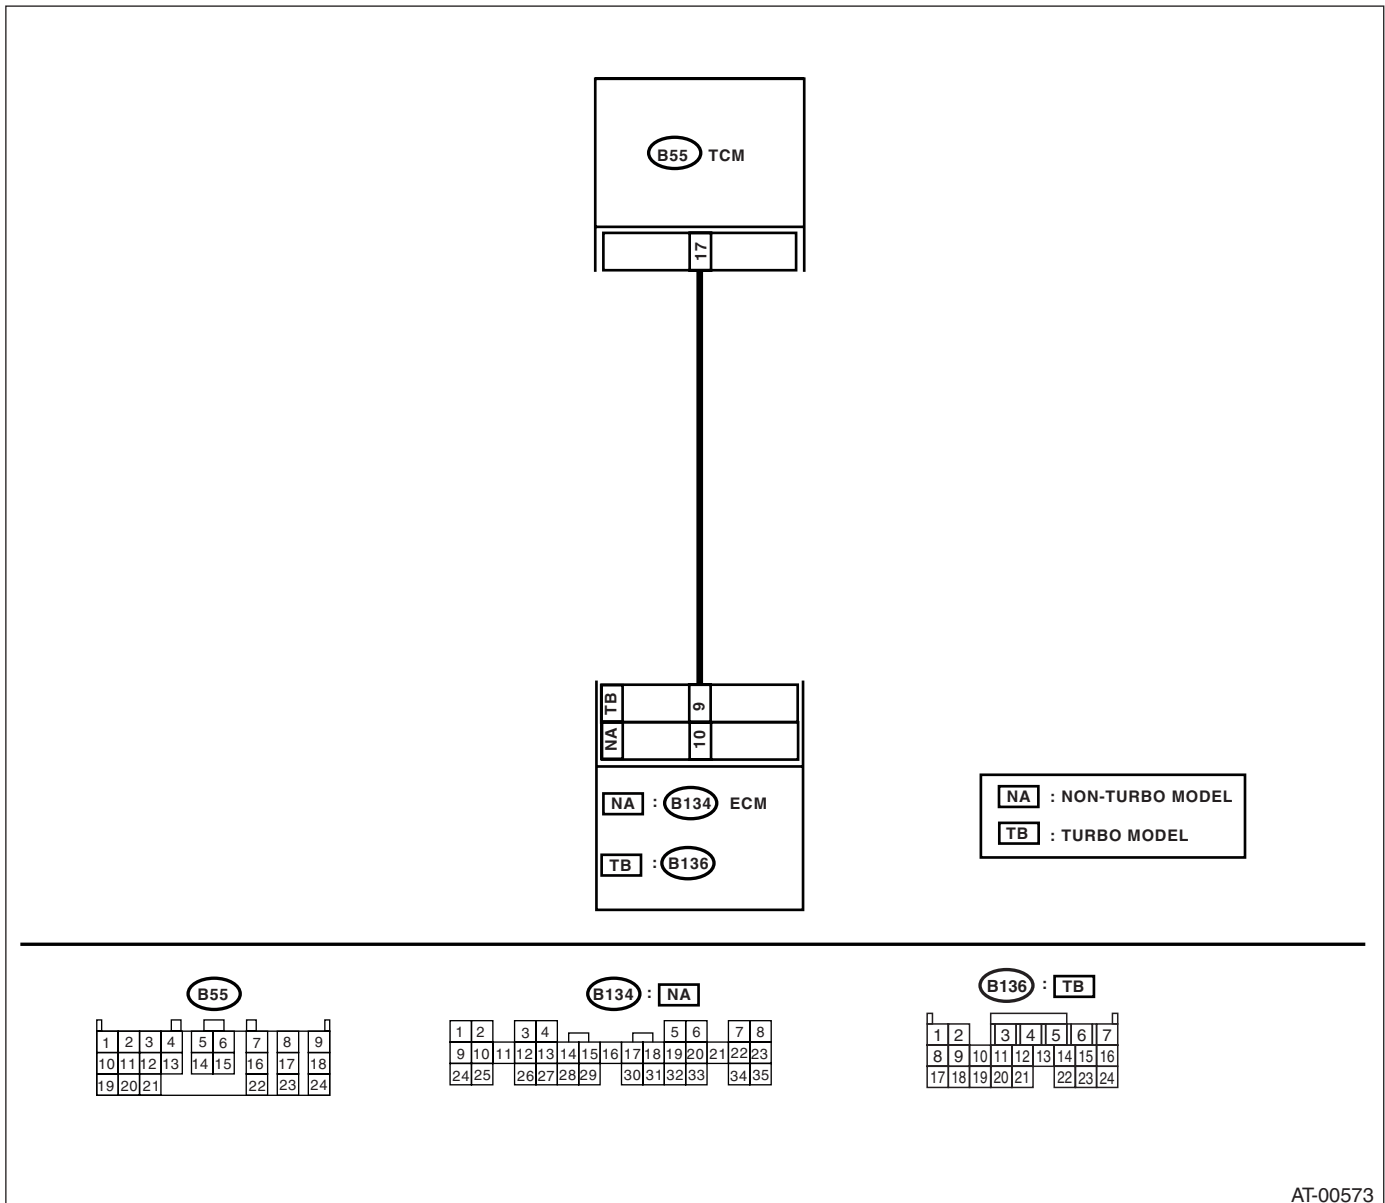 B55 TCM
17
TB 9
NA 10
NA : B134 ECM
TB : B136
NA : NON-TURBO MODEL
TB : TURBO MODEL
B55
1 2 3 4 5 6 7 8 9
10 11 12 13 14 15 16 17 18
19 20 21 22 23 24
B134 : NA
1 2 3 4 5 6 7 8
9 10 11 12 13 14 15 16 17 18 19 20 21 22 23
24 25 26 27 28 29 30 31 32 33 34 35
B136 : TB
1 2 3 4 5 6 7
8 9 10 11 12 13 14 15 16
17 18 19 20 21 22 23 24
AT-00573